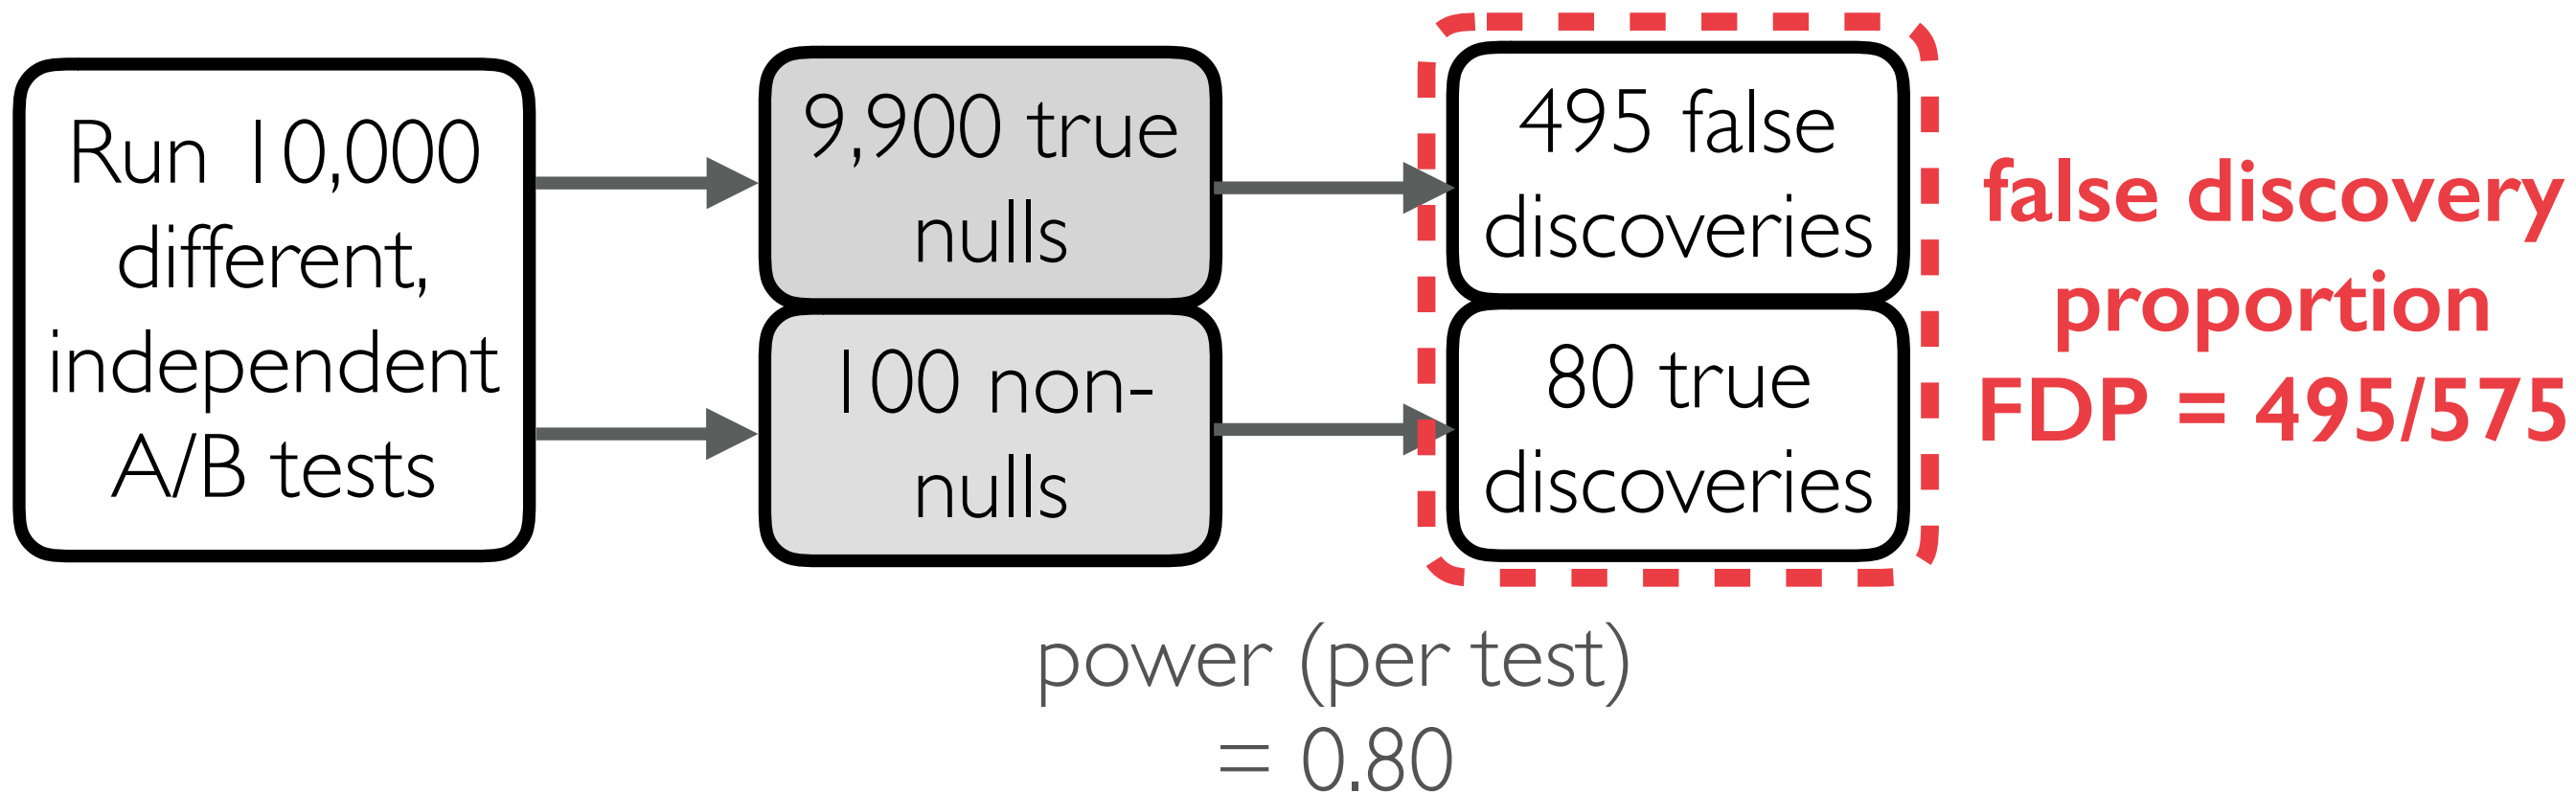 Run 10,000
different,
independent
A/B tests
9,900 true
nulls
100 non-
nulls
495 false
discoveries
80 true
discoveries
false discovery
proportion
FDP = 495/575
power (per test)
= 0.80